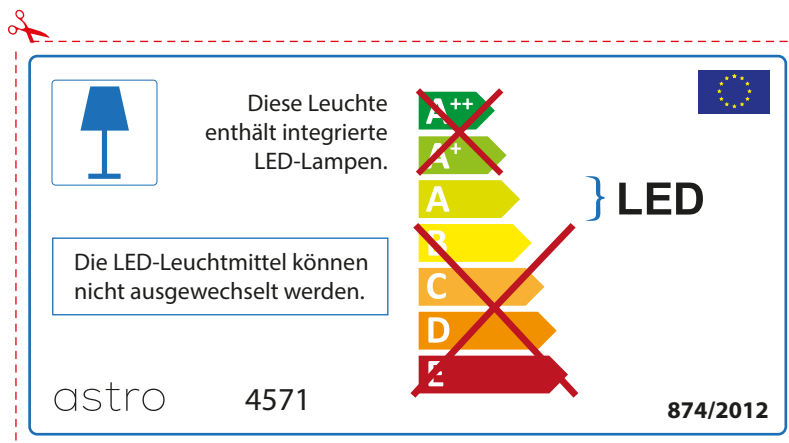 Diese Leuchte
enthält integrierte
LED-Lampen.
Die LED-Leuchtmittel können
nicht ausgewechselt werden.
A++
A+
A
B
C
D
E
LED
astro
4571
874/2012